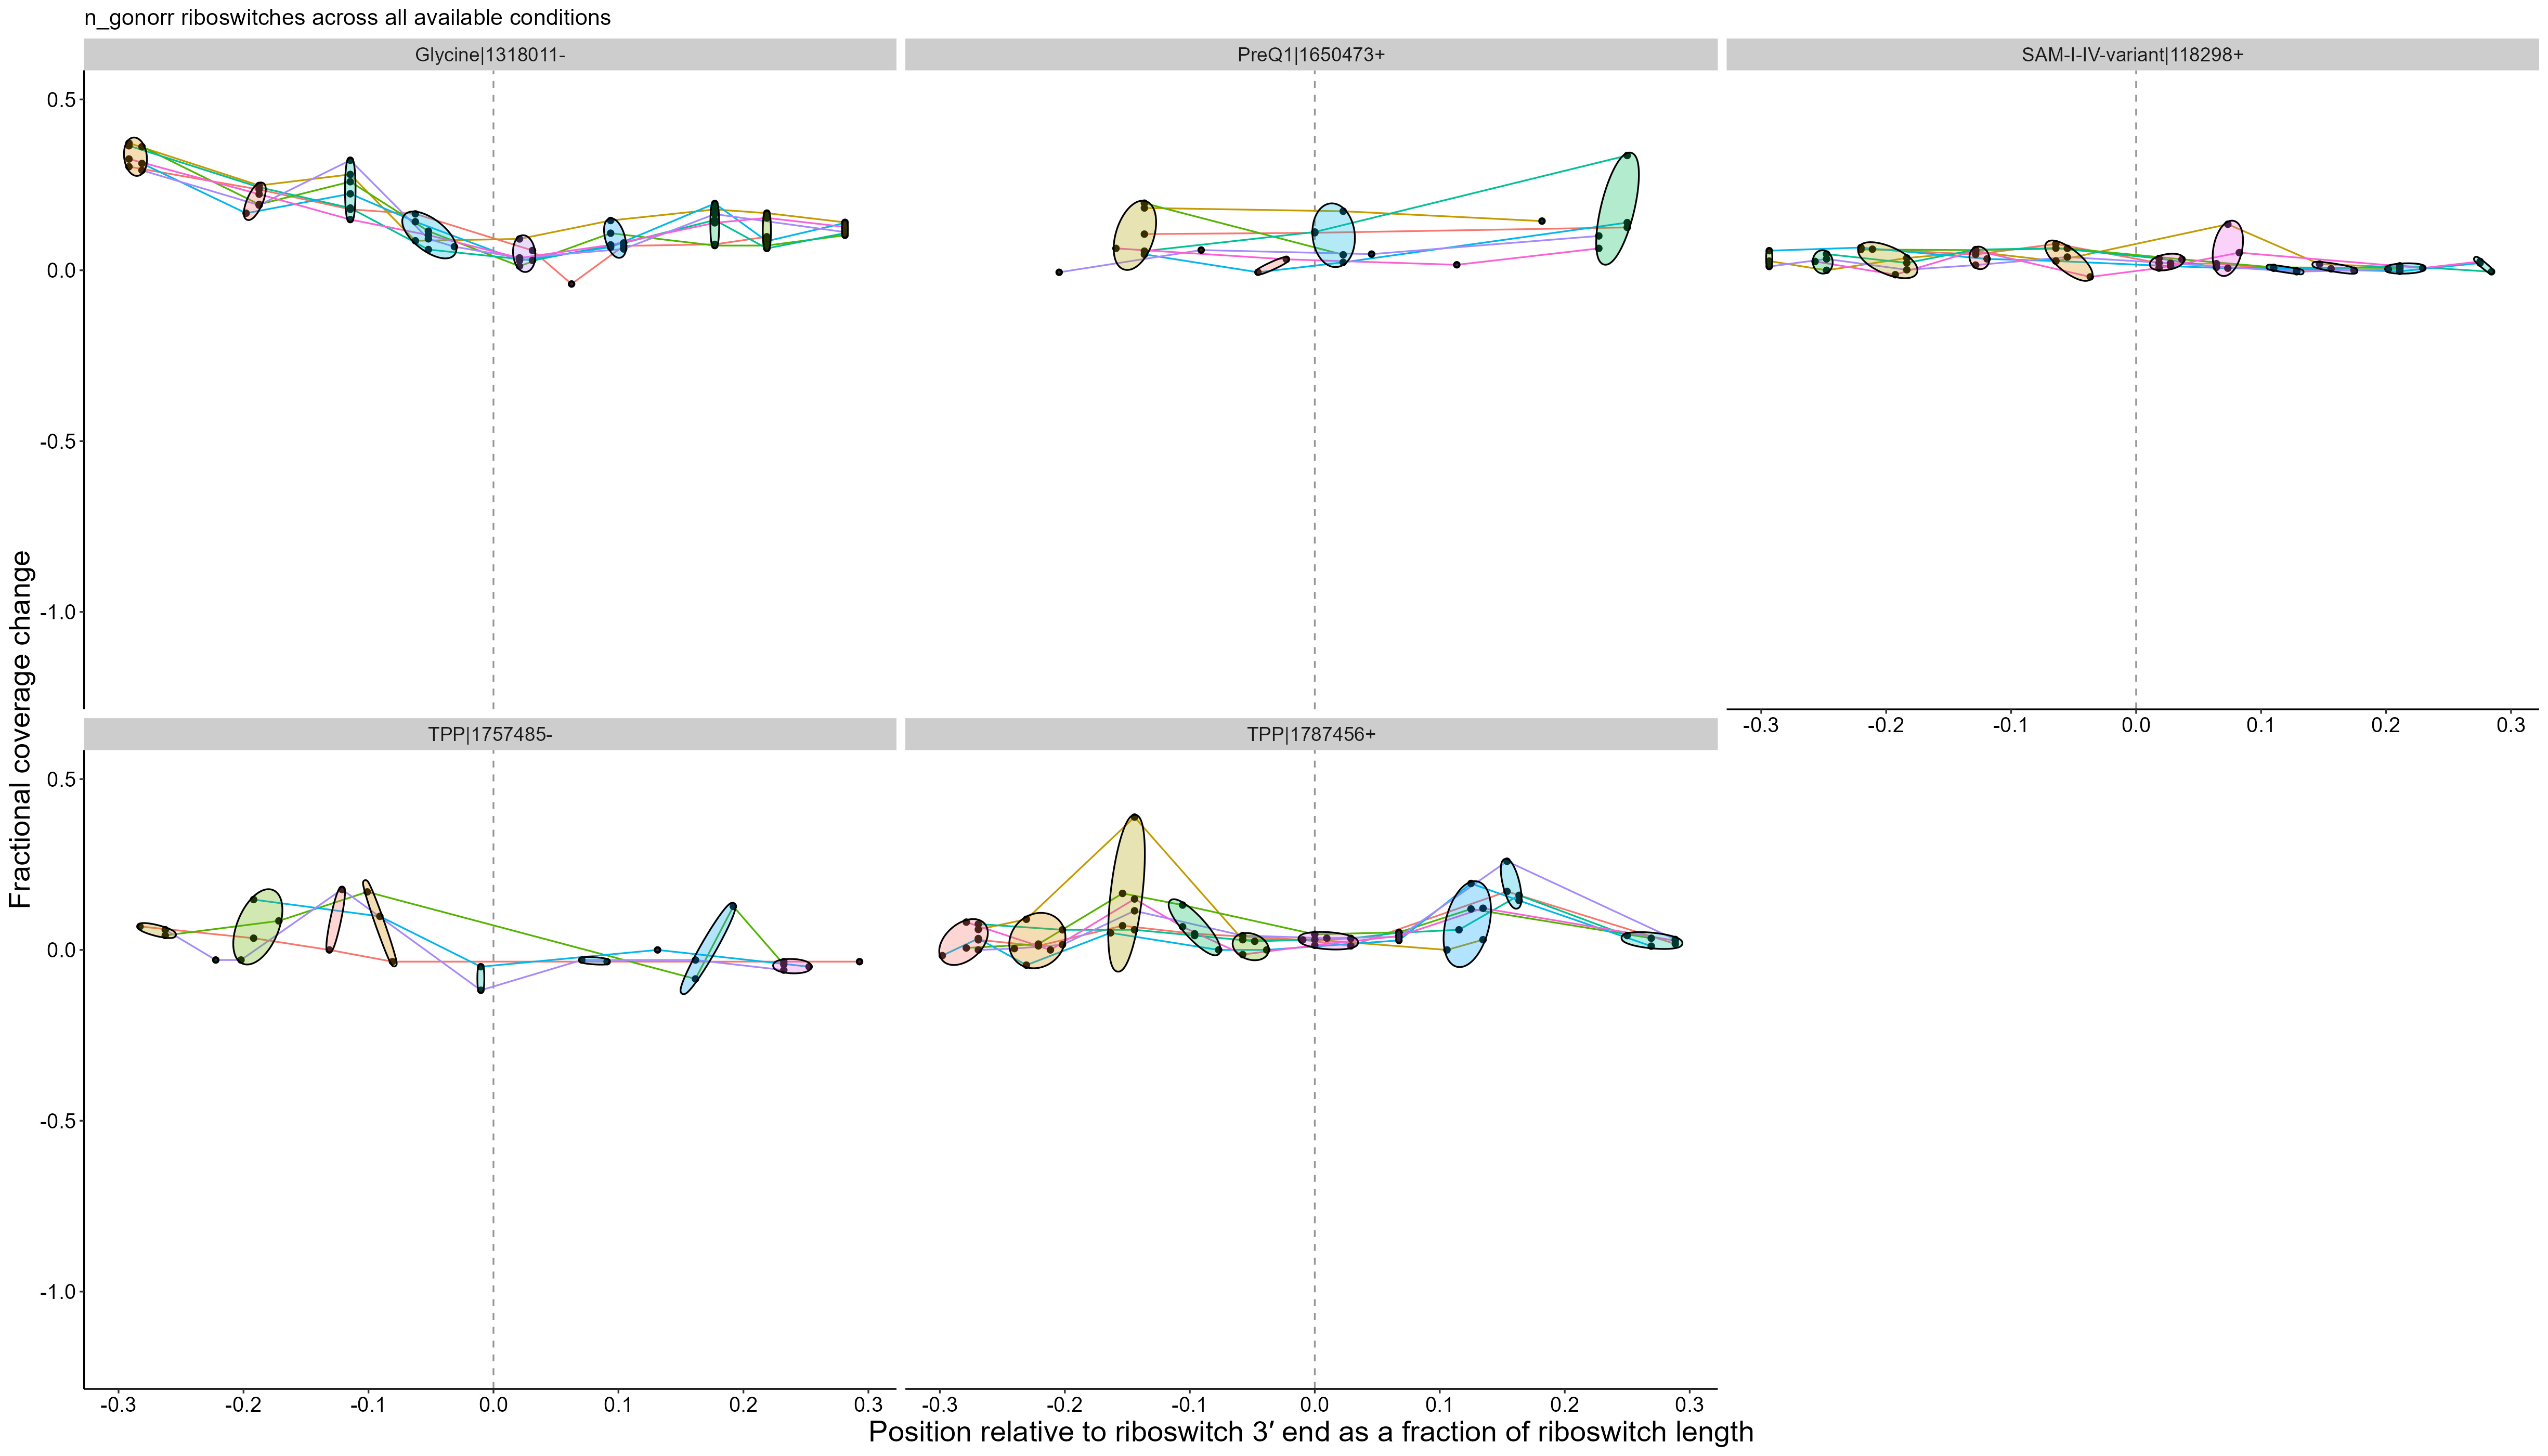 n_gonorr riboswitches across all available conditions
Glycine|1318011-
PreQ1|1650473+
SAM-I-IV-variant|118298+
0.5
0.0
-0.5
-1.0
-0.3 -0.2 -0.1 0.0 0.1 0.2 0.3
TPP|1757485-
TPP|1787456+
0.5
0.0
-0.5
-1.0
-0.3 -0.2 -0.1 0.0 0.1 0.2 0.3
-0.3 -0.2 -0.1 0.0 0.1 0.2 0.3
Fractional coverage change
Position relative to riboswitch 3′ end as a fraction of riboswitch length